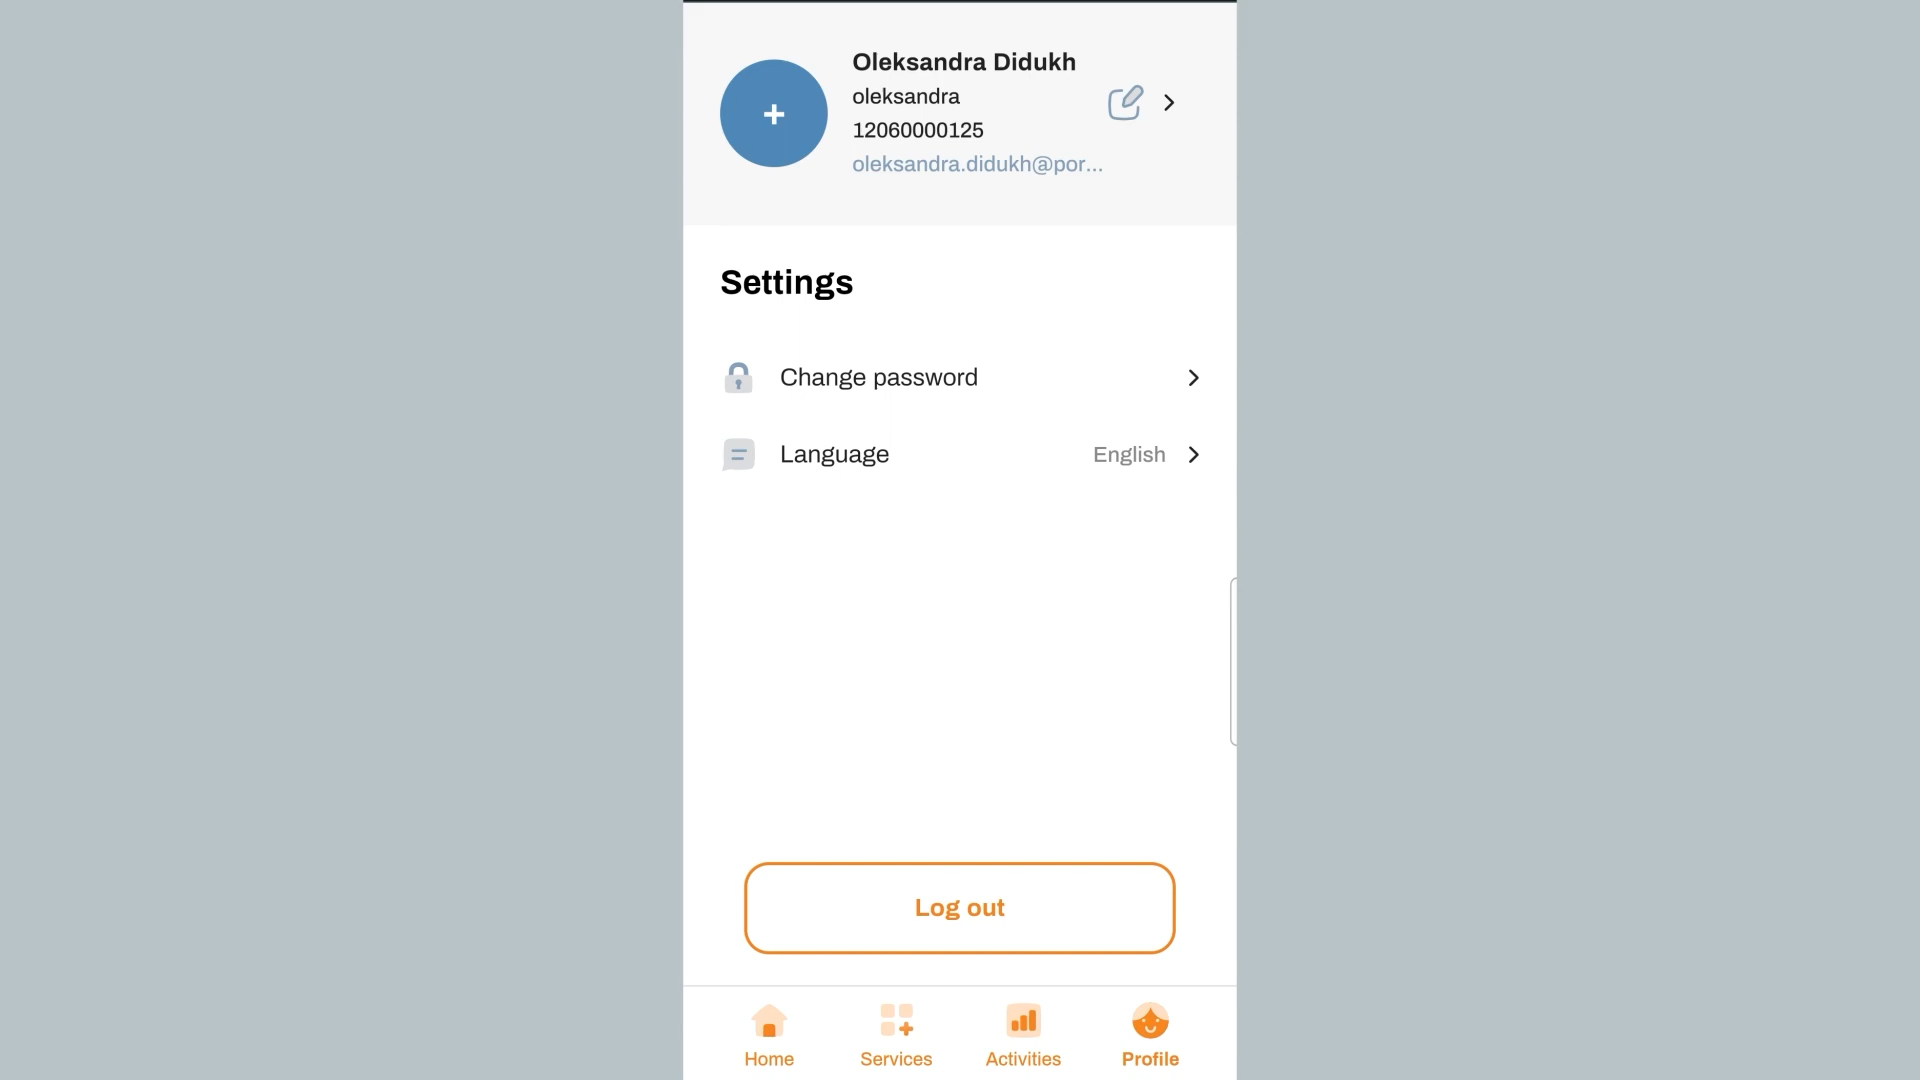 Oleksandra Didukh
oleksandra
12060000125
oleksandra.didukh@por...
Settings
Change password
Language English
Log out
Home Services Activities Profile